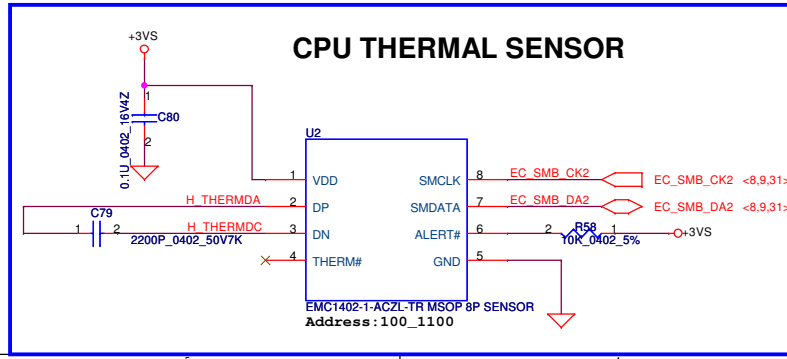 CPU THERMAL SENSOR
+3VS
1
C80
2
0.1U_0402_16V4Z
U2
1 VDD
SMCLK 8 EC_SMB_CK2 EC_SMB_CK2 <8,9,31>
H_THERMDA 2 DP
SMDATA 7 EC_SMB_DA2 EC_SMB_DA2 <8,9,31>
C79
1 2 H_THERMDC 3 DN
2200P_0402_50V7K
ALERT# 6 2 R58 1 +3VS
10K_0402_5%
4 THERM#
GND 5
EMC1402-1-ACZL-TR MSOP 8P SENSOR
Address:100_1100